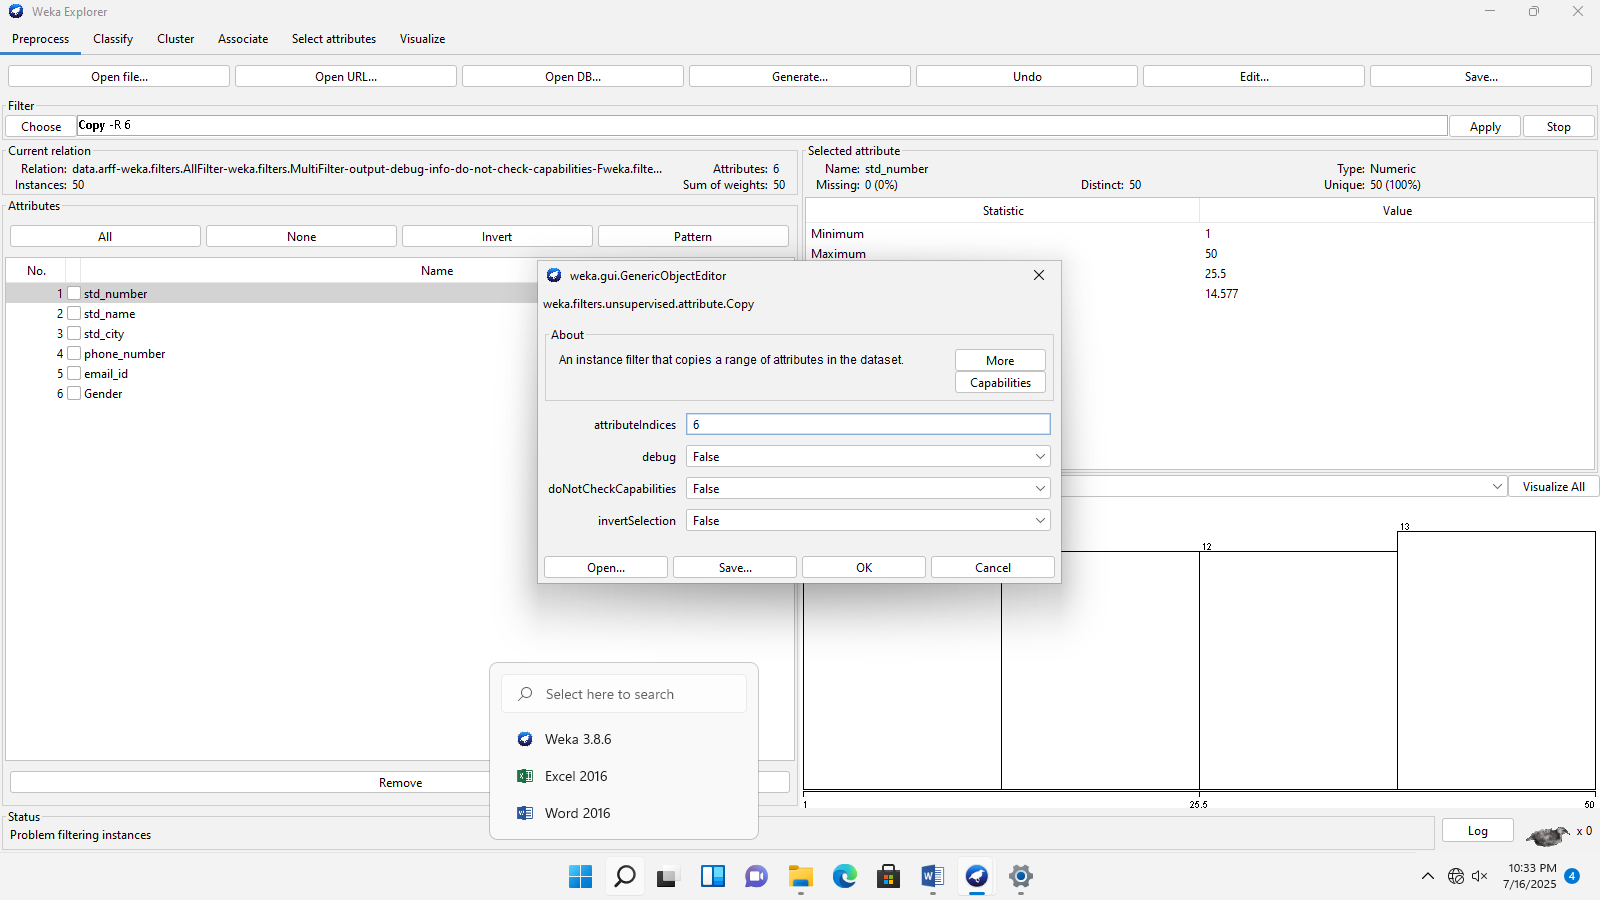 Weka Explorer
Preprocess Classify Cluster Associate Select attributes Visualize
Open file... Open URL... Open DB... Generate... Undo Edit... Save...
Filter
Choose Copy -R 6 Apply Stop
Current relation
Relation: data.arff-weka.filters.AllFilter-weka.filters.MultiFilter-output-debug-info-do-not-check-capabilities-Fweka.filte... Attributes: 6
Instances: 50 Sum of weights: 50
Selected attribute
Name: std_number Type: Numeric
Missing: 0 (0%) Distinct: 50 Unique: 50 (100%)
Statistic Value
Minimum 1
Maximum 50
25.5
14.577
Attributes
All None Invert Pattern
No. Name
1 std_number
2 std_name
3 std_city
4 phone_number
5 email_id
6 Gender
weka.gui.GenericObjectEditor
weka.filters.unsupervised.attribute.Copy
About
An instance filter that copies a range of attributes in the dataset.
More
Capabilities
attributeIndices 6
debug False
doNotCheckCapabilities False
invertSelection False
Open... Save... OK Cancel
Visualize All
12
13
1 25.5 50
Select here to search
Weka 3.8.6
Excel 2016
Word 2016
Remove
Status
Problem filtering instances
Log
x 0
10:33 PM
7/16/2025
4